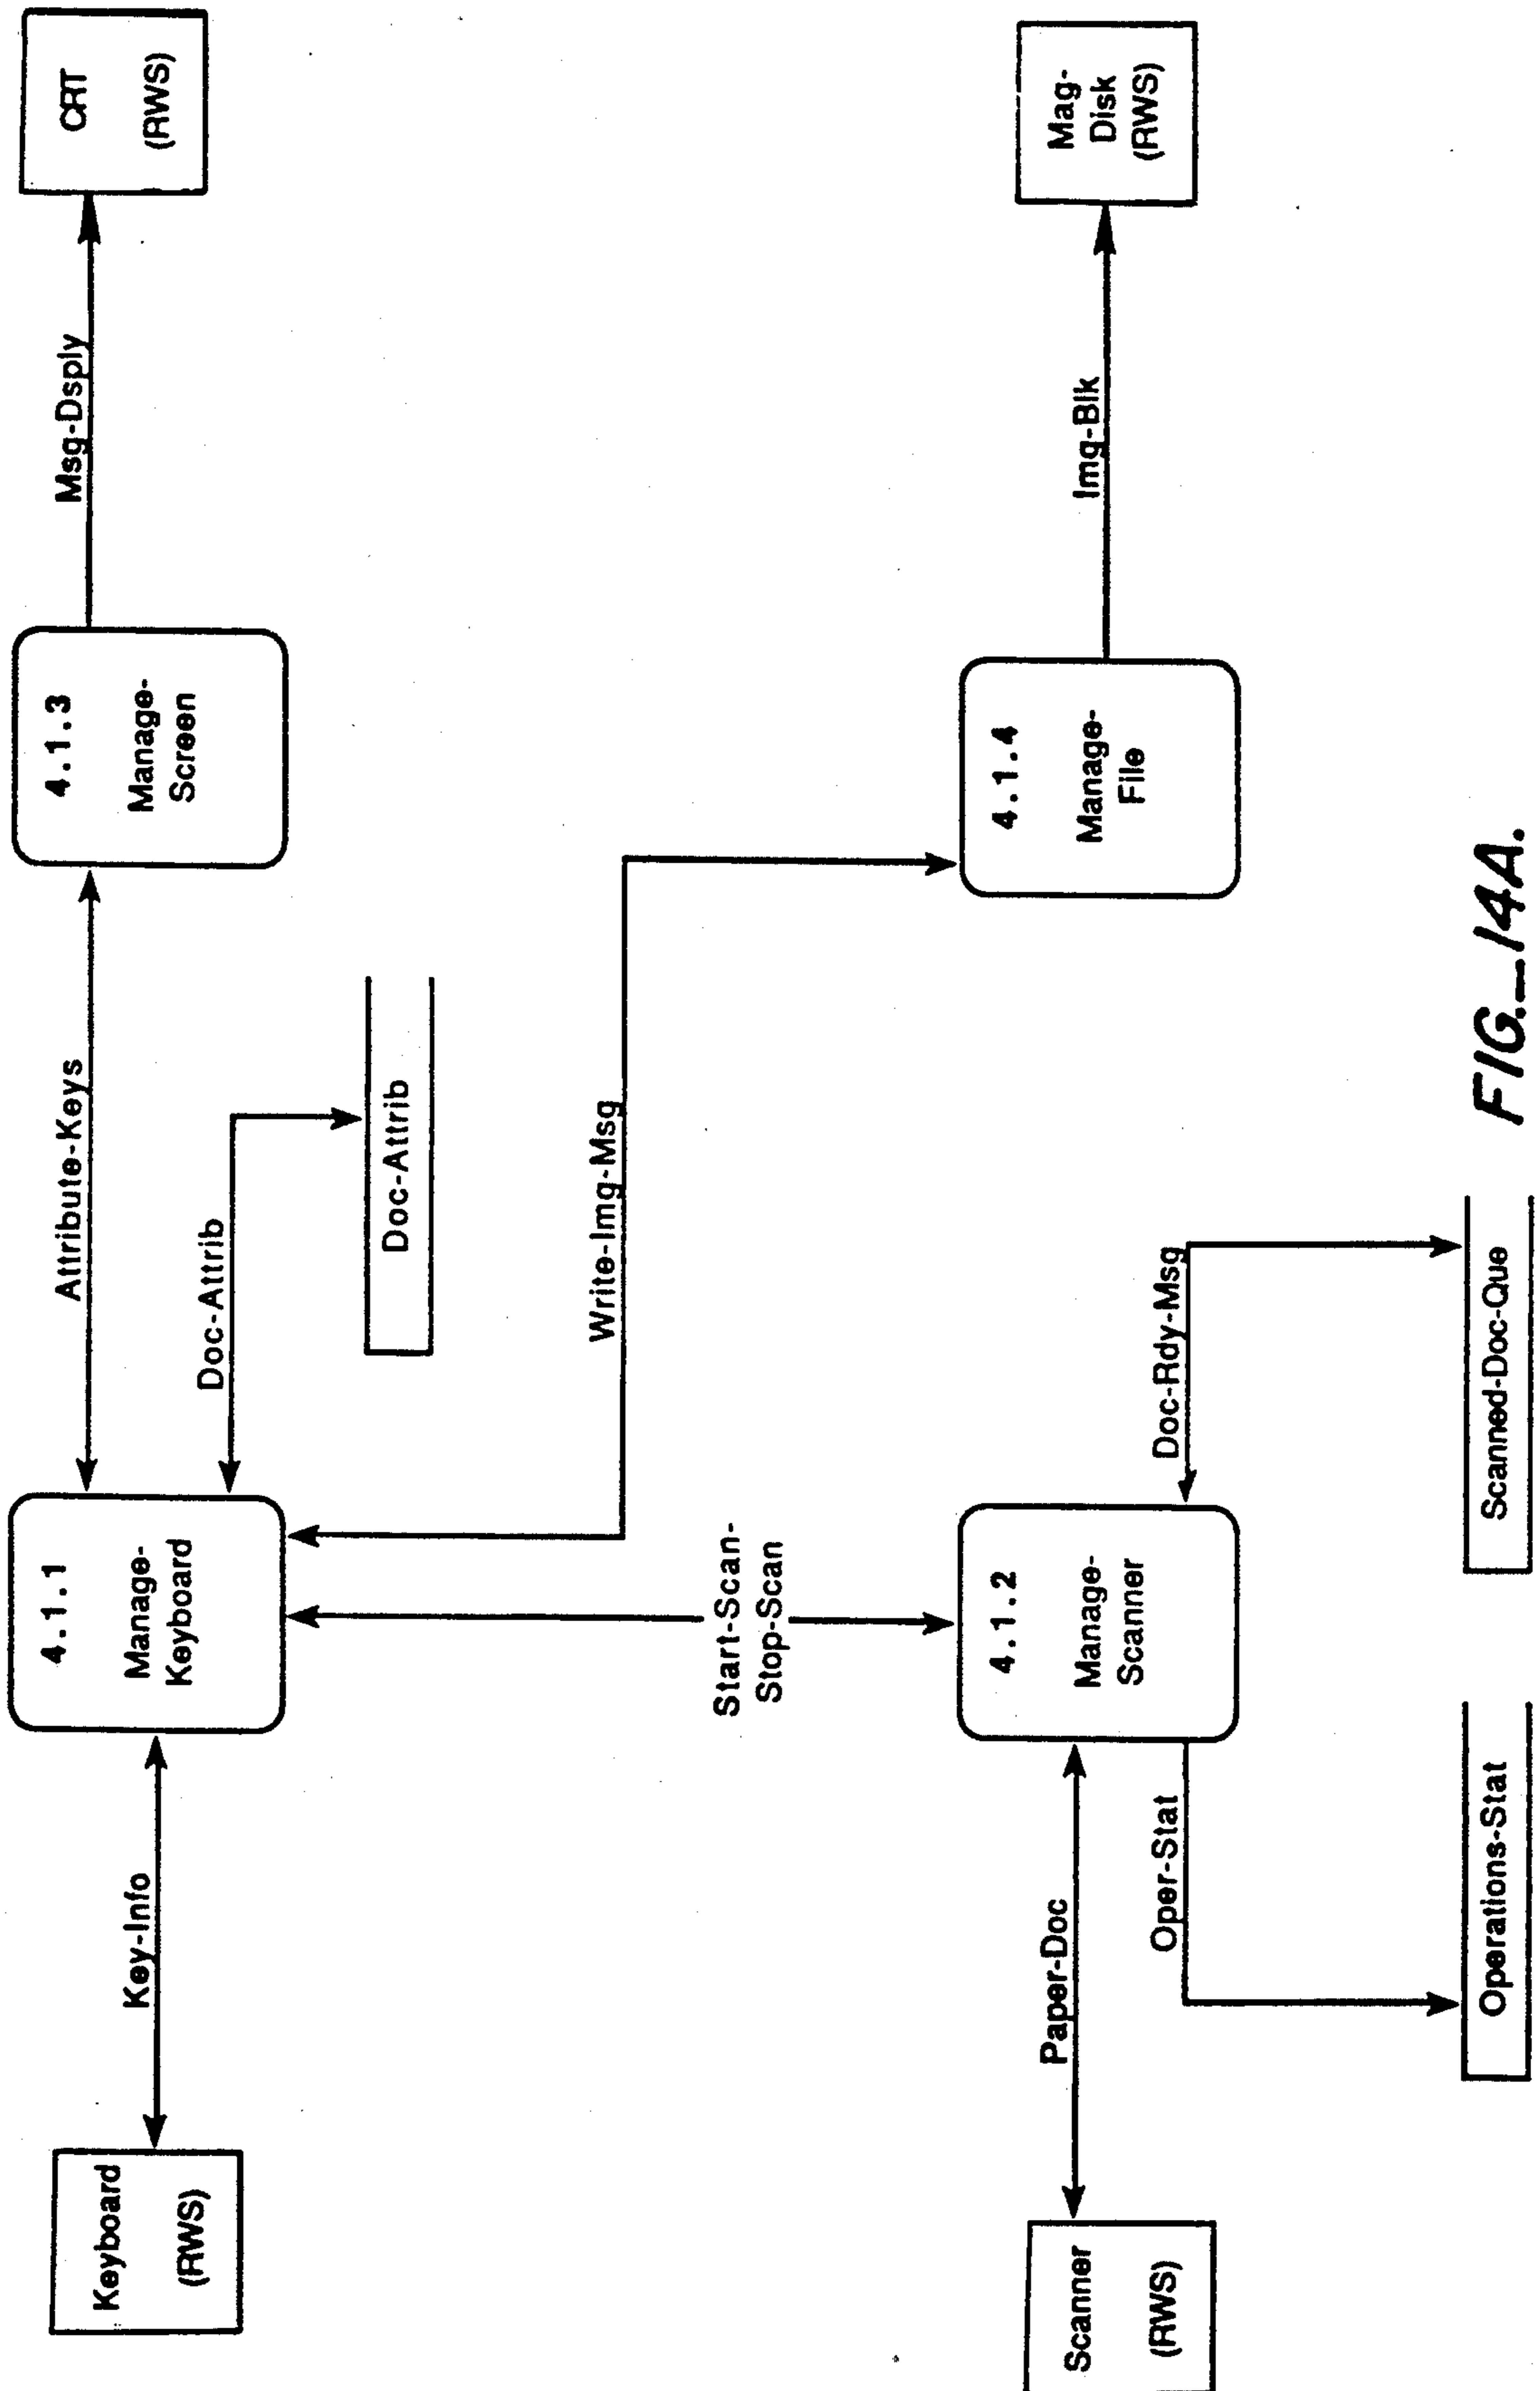 Keyboard
(RWS)
Key-Info
4.1.1
Manage-
Keyboard
Attribute-Keys
4.1.3
Manage-
Screen
Msg-Dsply
CRT
(RWS)
Doc-Attrib
Doc-Attrib
Write-Img-Msg
Start-Scan-
Stop-Scan
Scanner
(RWS)
Paper-Doc
4.1.2
Manage-
Scanner
Oper-Stat
Operations-Stat
Doc-Rdy-Msg
Scanned-Doc-Que
4.1.4
Manage-
File
Img-Blk
Mag-
Disk
(RWS)
FIG._14A.